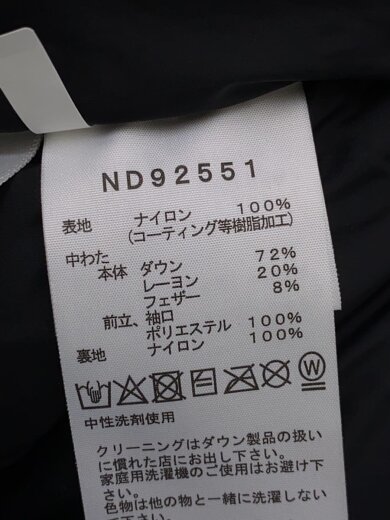 ND92551
表地 ナイロン 100%
(コーティング等樹脂加工)
中わた
本体 ダウン 72%
レーヨン 20%
フェザー 8%
前立、袖口
ポリエステル 100%
裏地 ナイロン 100%
中性洗剤使用
クリーニングはダウン製品の扱い
に慣れた店にお出し下さい。
家庭用洗濯機のご使用はお避け下
さい。
色物は他の物と一緒に洗濯しない